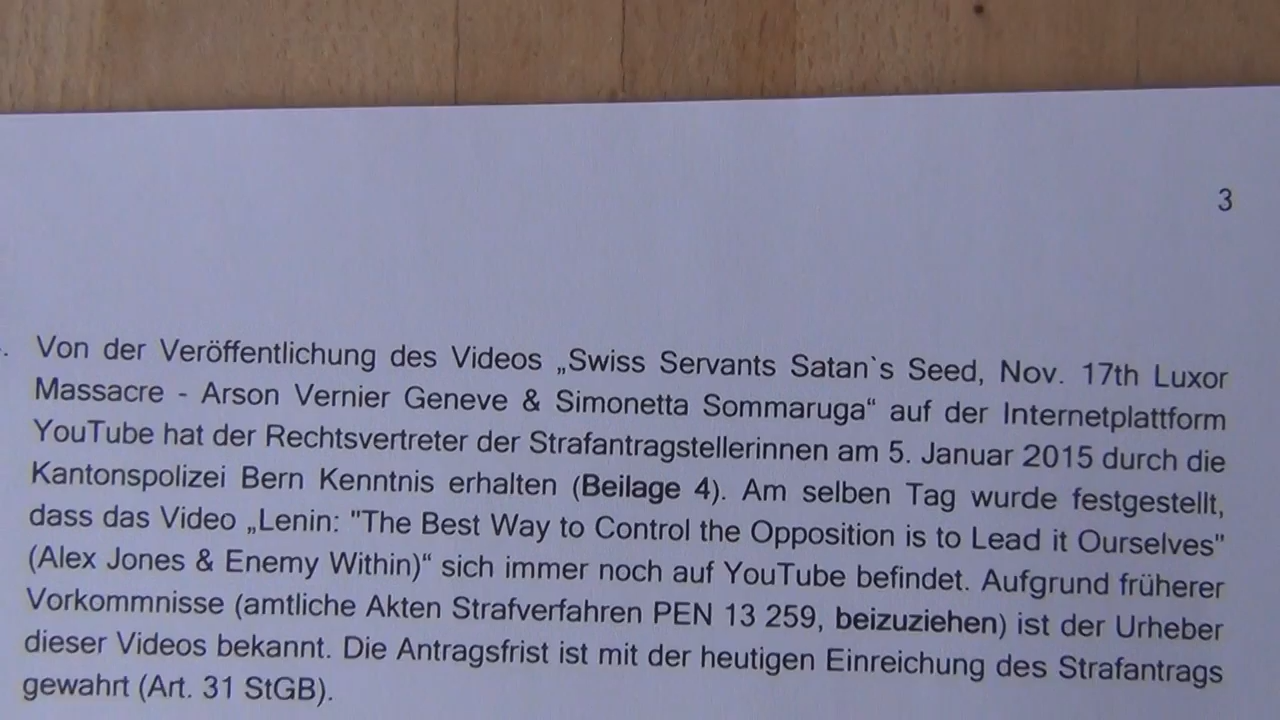 3
. Von der Veröffentlichung des Videos „Swiss Servants Satan`s Seed, Nov. 17th Luxor
Massacre - Arson Vernier Geneve & Simonetta Sommaruga“ auf der Internetplattform
YouTube hat der Rechtsvertreter der Strafantragstellerinnen am 5. Januar 2015 durch die
Kantonspolizei Bern Kenntnis erhalten (Beilage 4). Am selben Tag wurde festgestellt,
dass das Video „Lenin: "The Best Way to Control the Opposition is to Lead it Ourselves"
(Alex Jones & Enemy Within)“ sich immer noch auf YouTube befindet. Aufgrund früherer
Vorkommnisse (amtliche Akten Strafverfahren PEN 13 259, beizuziehen) ist der Urheber
dieser Videos bekannt. Die Antragsfrist ist mit der heutigen Einreichung des Strafantrags
gewahrt (Art. 31 StGB).